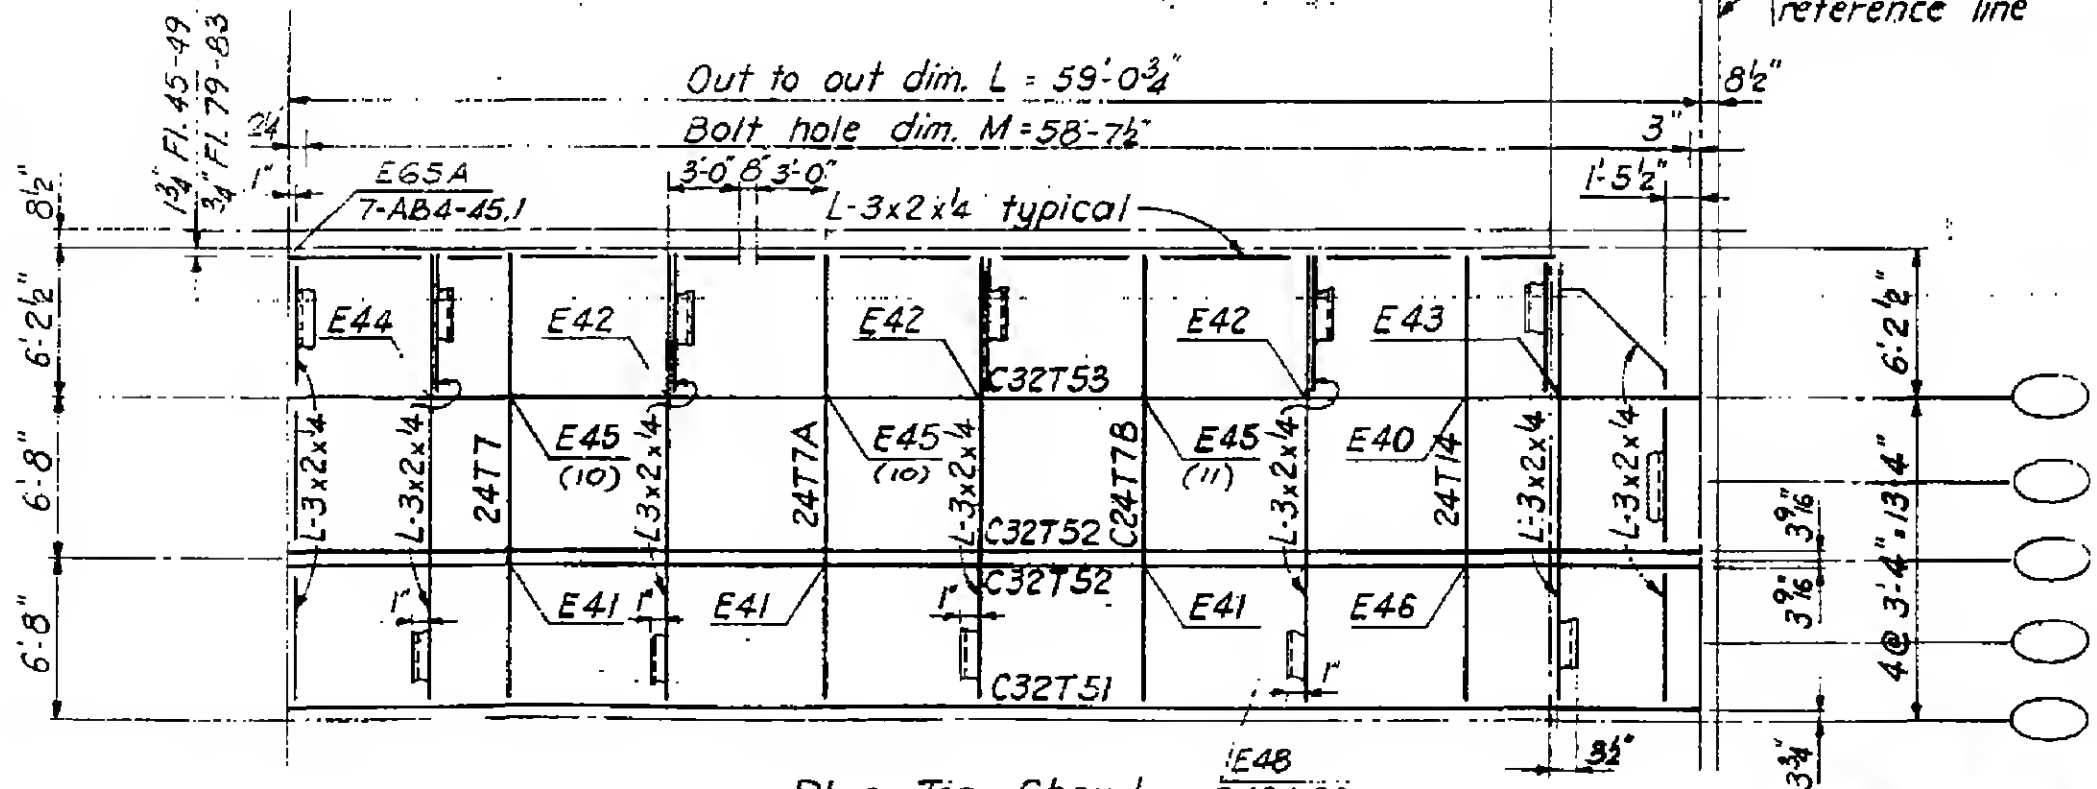 reference line
1¾" Fl. 45-49
¾" Fl. 79-83
Out to out dim. L = 59'-0¾"
8½"
2¼"
Bolt hole dim. M = 58'-7½"
3"
1"
E65A
7-AB4-45.1
3'-0" 8" 3'-0"
L-3x2x¼ typical
1'-5½"
8½"
6'-2½"
E44
E42
E42
E42
E43
6'-2½"
C32T53
6'-8"
L-3x2x¼
L-3x2x¼
24T7
E45
(10)
L3x2x¼
24T7A
E45
(10)
L-3x2x¼
C24T7B
E45
(11)
L-3x2x¼
E40
24T14
L-3x2x¼
L-3x2x¼
4@3'-4"=13'-4"
C32T52
C32T52
3 9/16"
3 9/16"
6'-8"
1"
E41
1"
E41
1"
E41
E46
1"
C32T51
E48
3½"
3¾"